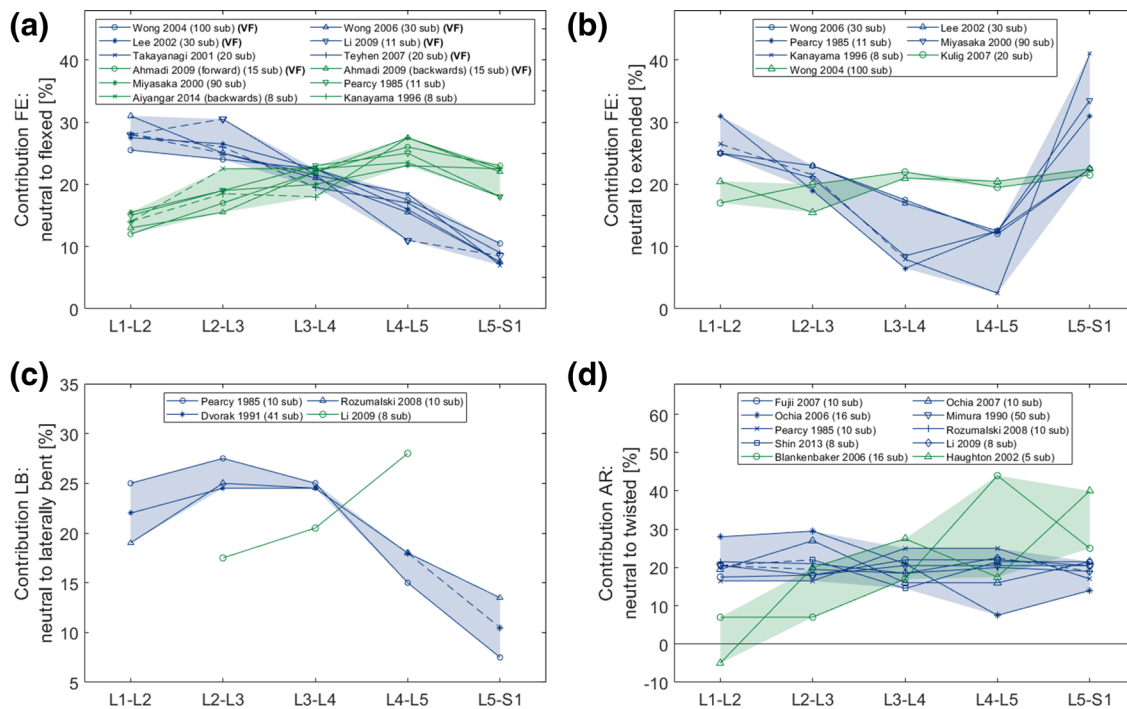 (a)
Wong 2004 (100 sub) (VF)
Wong 2006 (30 sub) (VF)
Lee 2002 (30 sub) (VF)
Li 2009 (11 sub) (VF)
Takayanagi 2001 (20 sub)
Teyhen 2007 (20 sub) (VF)
Ahmadi 2009 (forward) (15 sub) (VF)
Ahmadi 2009 (backwards) (15 sub) (VF)
Miyasaka 2000 (90 sub)
Pearcy 1985 (11 sub)
Aiyangar 2014 (backwards) (8 sub)
Kanayama 1996 (8 sub)
Contribution FE:
neutral to flexed [%]
40
30
20
10
0
L1-L2
L2-L3
L3-L4
L4-L5
L5-S1
(b)
Wong 2006 (30 sub)
Lee 2002 (30 sub)
Pearcy 1985 (11 sub)
Miyasaka 2000 (90 sub)
Kanayama 1996 (8 sub)
Kulig 2007 (20 sub)
Wong 2004 (100 sub)
Contribution FE:
neutral to extended [%]
40
30
20
10
0
L1-L2
L2-L3
L3-L4
L4-L5
L5-S1
(c)
Pearcy 1985 (10 sub)
Rozumalski 2008 (10 sub)
Dvorak 1991 (41 sub)
Li 2009 (8 sub)
Contribution LB:
neutral to laterally bent [%]
35
30
25
20
15
10
5
L1-L2
L2-L3
L3-L4
L4-L5
L5-S1
(d)
Fujii 2007 (10 sub)
Ochia 2007 (10 sub)
Ochia 2006 (16 sub)
Mimura 1990 (50 sub)
Pearcy 1985 (10 sub)
Rozumalski 2008 (10 sub)
Shin 2013 (8 sub)
Li 2009 (8 sub)
Blankenbaker 2006 (16 sub)
Haughton 2002 (5 sub)
Contribution AR:
neutral to twisted [%]
60
50
40
30
20
10
0
-10
L1-L2
L2-L3
L3-L4
L4-L5
L5-S1